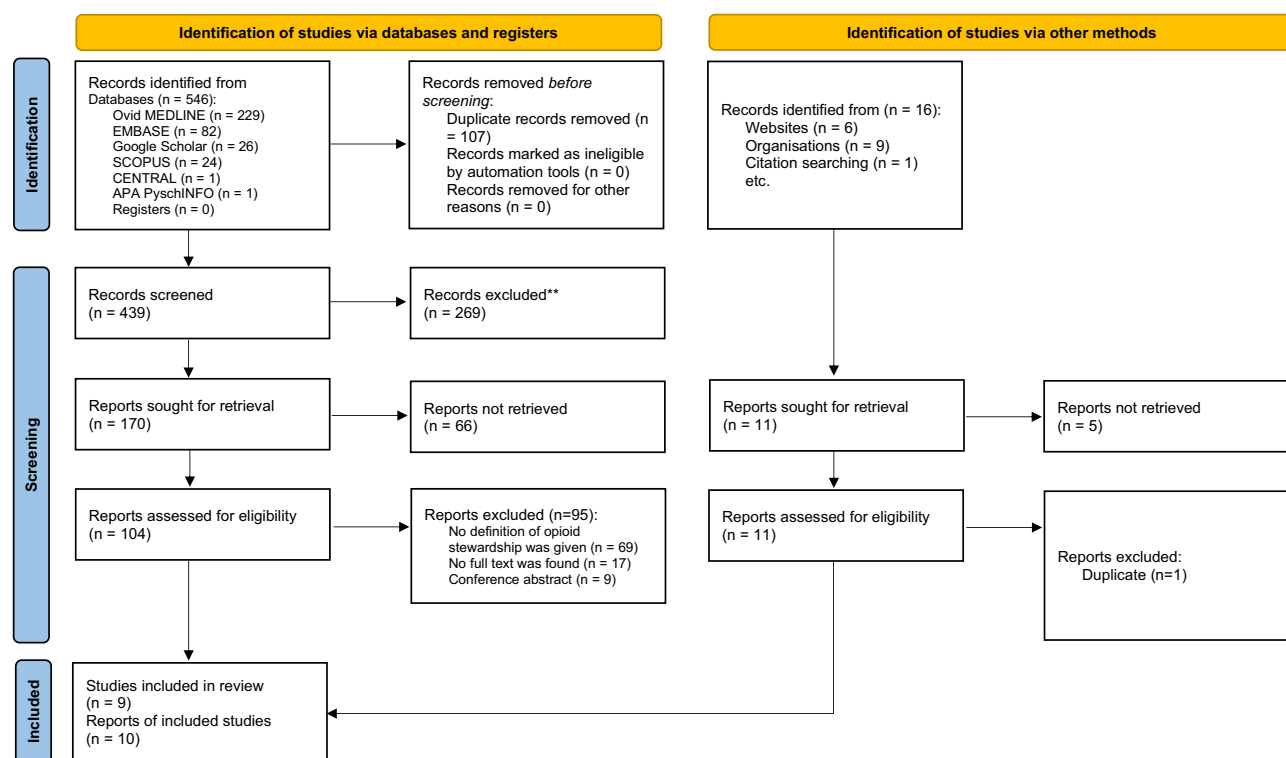 Identification of studies via databases and registers
Identification of studies via other methods
Identification
Records identified from
Databases (n = 546)
Ovid MEDLINE (n = 229)
EMBASE (n = 82)
Google Scholar (n = 26)
SCOPUS (n = 24)
CENTRAL (n = 1)
APA PyschINFO (n = 1)
Registers (n = 0)
Records removed before
screening:
Duplicate records removed (n
= 107)
Records marked as ineligible
by automation tools (n = 0)
Records removed for other
reasons (n = 0)
Records identified from (n = 16):
Websites (n = 6)
Organisations (n = 9)
Citation searching (n = 1)
etc.
Screening
Records screened
(n = 439)
Records excluded**
(n = 269)
Reports sought for retrieval
(n = 170)
Reports not retrieved
(n = 66)
Reports sought for retrieval
(n = 11)
Reports not retrieved
(n = 5)
Reports assessed for eligibility
(n = 104)
Reports excluded (n=95):
No definition of opioid
stewardship was given (n = 69)
No full text was found (n = 17)
Conference abstract (n = 9)
Reports assessed for eligibility
(n = 11)
Reports excluded:
Duplicate (n=1)
Included
Studies included in review
(n = 9)
Reports of included studies
(n = 10)